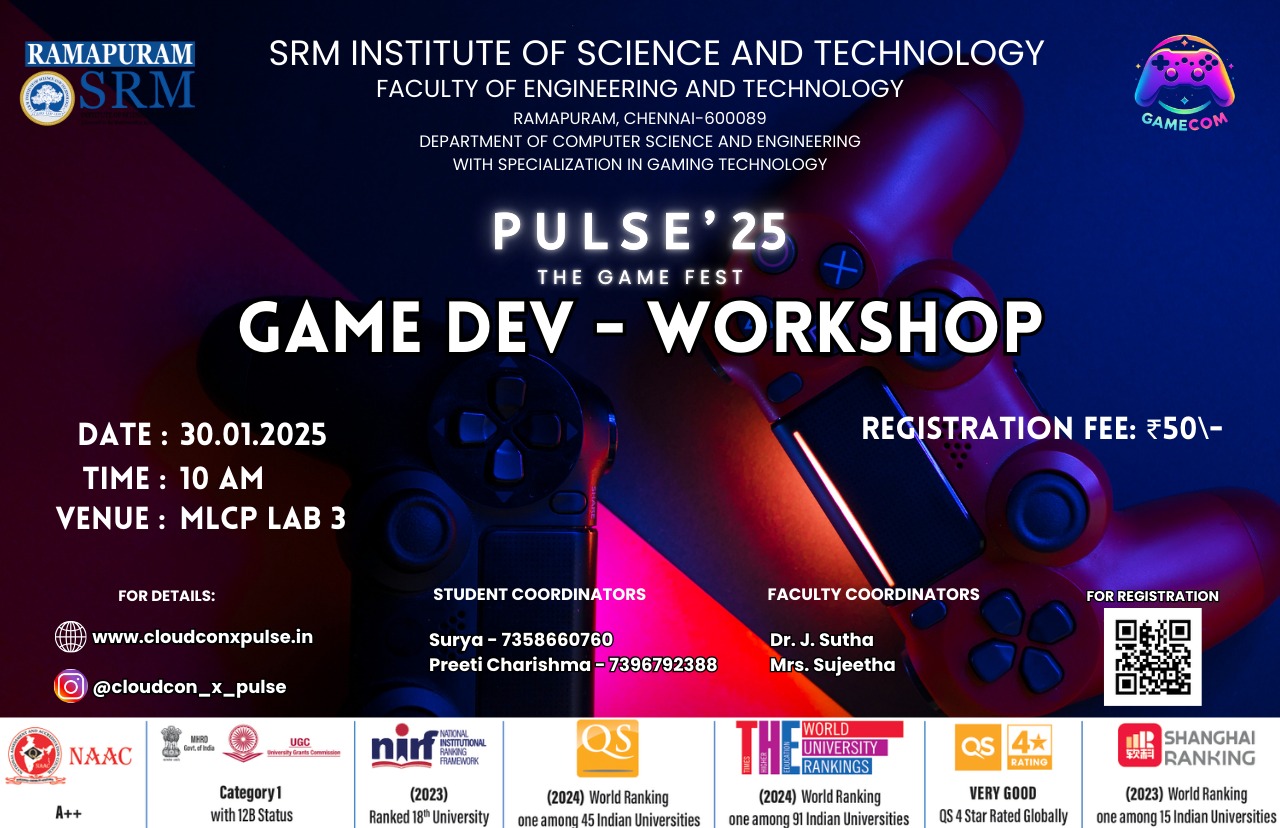 RAMAPURAM
SRM
SRM INSTITUTE OF SCIENCE AND TECHNOLOGY
FACULTY OF ENGINEERING AND TECHNOLOGY
RAMAPURAM, CHENNAI-600089
DEPARTMENT OF COMPUTER SCIENCE AND ENGINEERING
WITH SPECIALIZATION IN GAMING TECHNOLOGY
GAMECOM
PULSE’25
THE GAME FEST
GAME DEV - WORKSHOP
DATE : 30.01.2025
TIME : 10 AM
VENUE : MLCP LAB 3
REGISTRATION FEE: ₹50\-
FOR DETAILS:
www.cloudconxpulse.in
@cloudcon_x_pulse
STUDENT COORDINATORS
Surya - 7358660760
Preeti Charishma - 7396792388
FACULTY COORDINATORS
Dr. J. Sutha
Mrs. Sujeetha
FOR REGISTRATION
NAAC
A++
MHRD
Govt. of India
UGC
University Grants Commission
Category 1
with 12B Status
nirf
NATIONAL
INSTITUTIONAL
RANKING
FRAMEWORK
(2023)
Ranked 18th University
QS
(2024) World Ranking
one among 45 Indian Universities
TIMES
HIGHER
EDUCATION
THE
WORLD
UNIVERSITY
RANKINGS
(2024) World Ranking
one among 91 Indian Universities
QS
4★
RATING
VERY GOOD
QS 4 Star Rated Globally
软科
SHANGHAI
RANKING
(2023) World Ranking
one among 15 Indian Universities